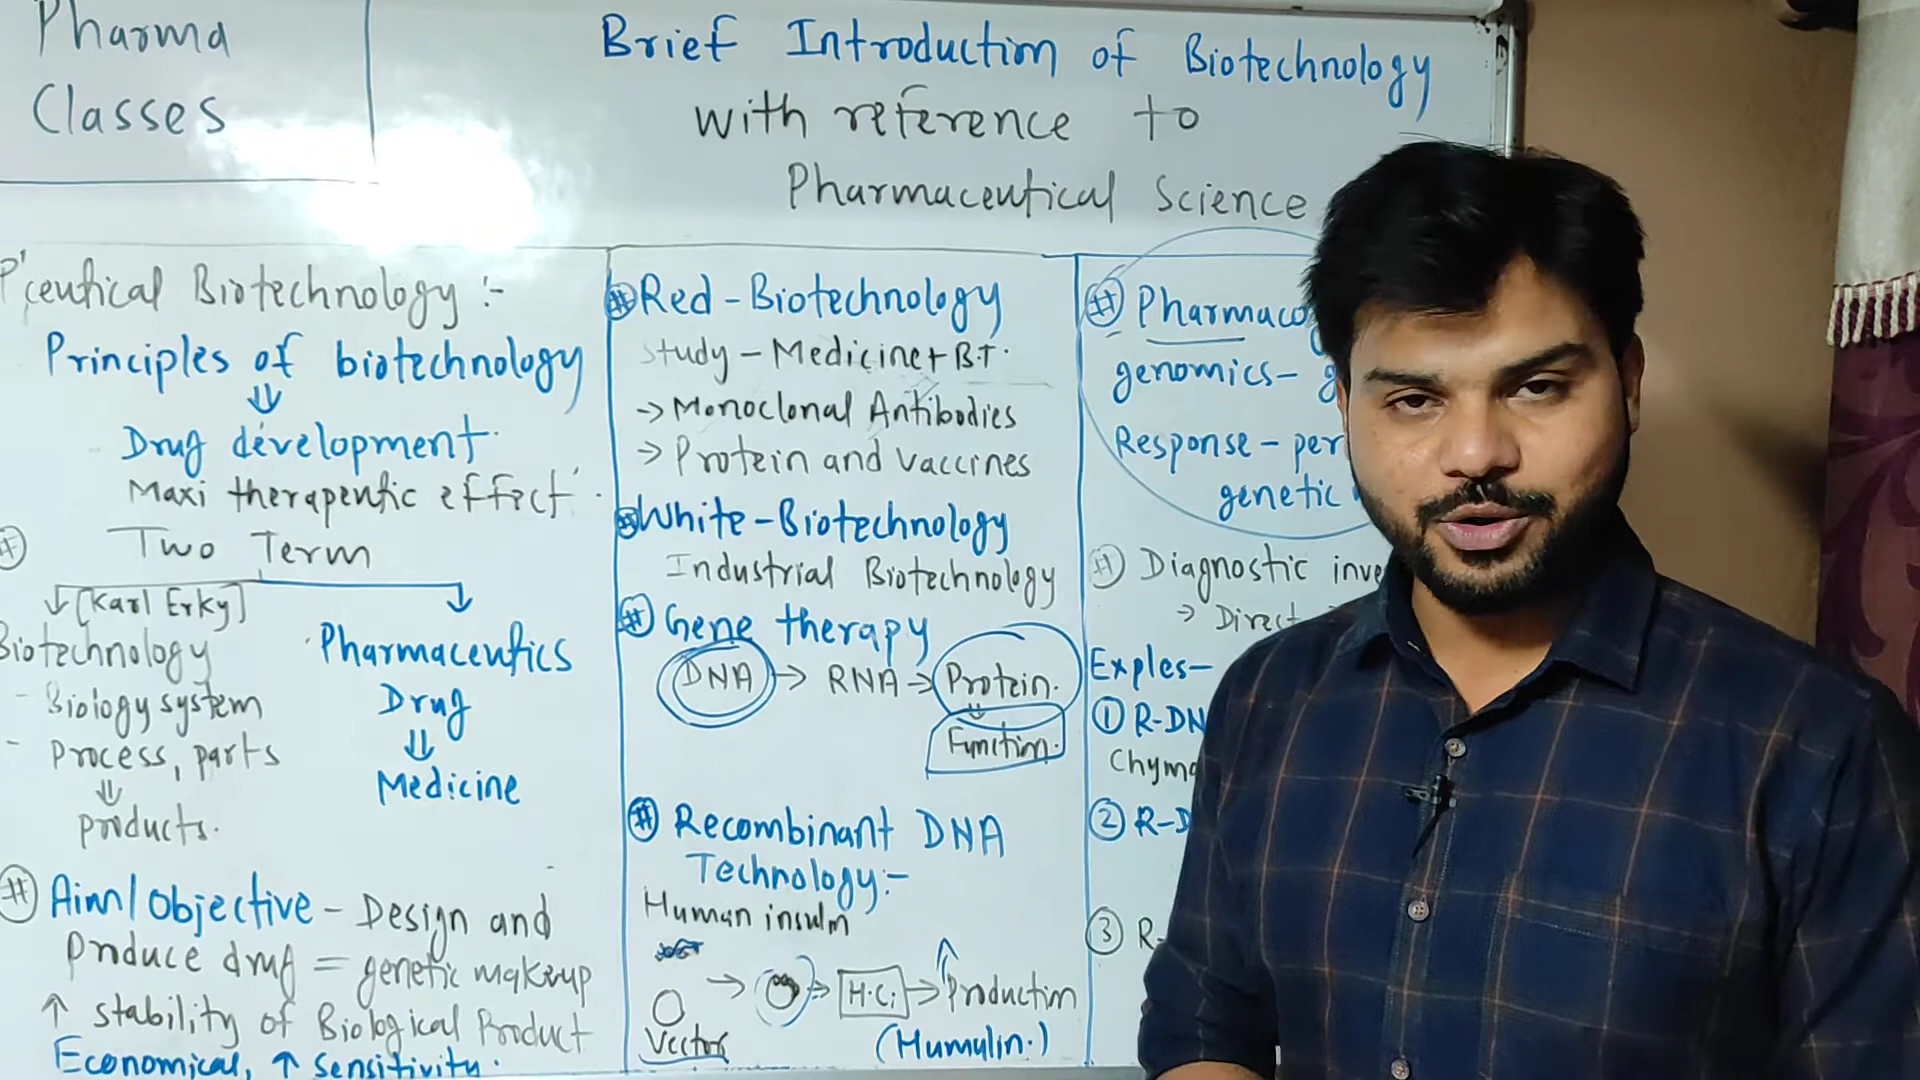 Pharma
Classes
Brief Introduction of Biotechnology
with reference to
Pharmaceutical Science
P'ceutical Biotechnology :-
Principles of biotechnology
⇓
Drug development.
Maxi therapeutic effect.
# Two Term
↓ [Karl Erky] ↓
Biotechnology
- Biology system
- Process, parts
⇓
products.
Pharmaceutics
Drug
⇓
Medicine
# Aim/Objective - Design and
produce drug = genetic makeup
↑ stability of Biological Product
Economical, ↑ sensitivity.
# Red-Biotechnology
Study - Medicine + B.T.
→ Monoclonal Antibodies
→ Protein and vaccines
# White-Biotechnology
Industrial Biotechnology
# Gene therapy
DNA → RNA → Protein.
Function.
# Recombinant DNA
Technology:-
Human insuln
→ ⇒ H.C. → Production
Vector (Humulin.)
# Pharmaco
genomics-
Response - per
genetic
# Diagnostic inve
→ Direct
Exples-
① R-DN
Chymo
② R-D
③ R-